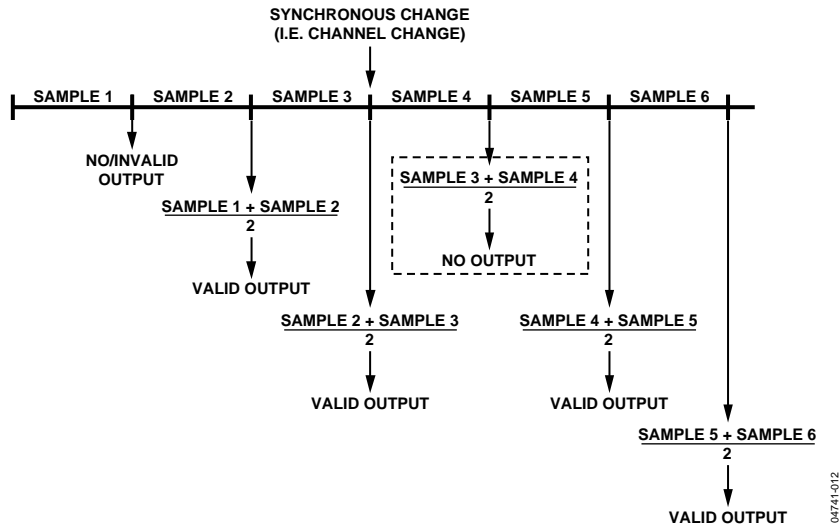 SYNCHRONOUS CHANGE
(I.E. CHANNEL CHANGE)
SAMPLE 1
SAMPLE 2
SAMPLE 3
SAMPLE 4
SAMPLE 5
SAMPLE 6
NO/INVALID
OUTPUT
SAMPLE 1 + SAMPLE 2
2
VALID OUTPUT
SAMPLE 2 + SAMPLE 3
2
VALID OUTPUT
SAMPLE 3 + SAMPLE 4
2
NO OUTPUT
SAMPLE 4 + SAMPLE 5
2
VALID OUTPUT
SAMPLE 5 + SAMPLE 6
2
VALID OUTPUT
04741-012